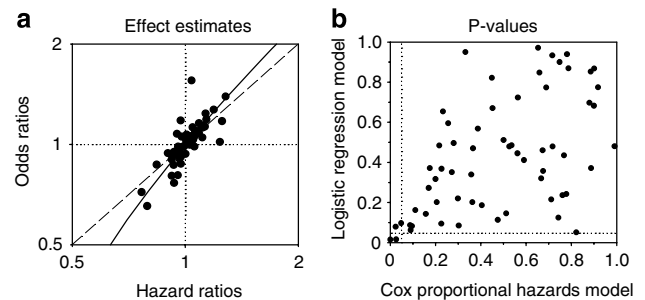 a
Effect estimates
Odds ratios
2
1
0.5
0.5 1 2
Hazard ratios
b
P-values
Logistic regression model
1.0
0.8
0.6
0.4
0.2
0
0 0.2 0.4 0.6 0.8 1.0
Cox proportional hazards model